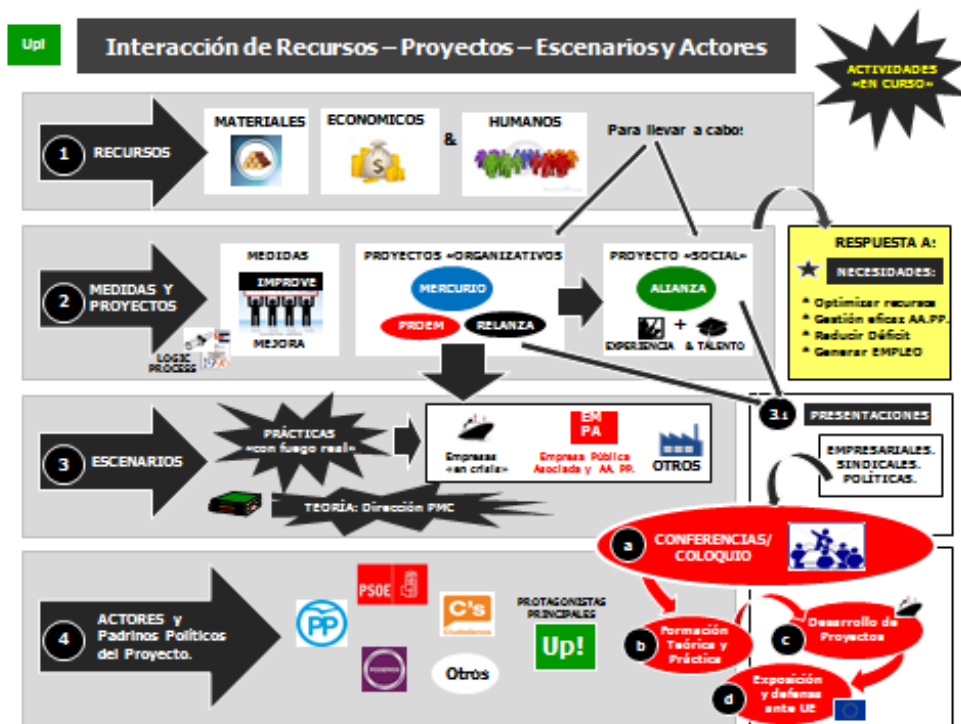 Up!
Interacción de Recursos – Proyectos – Escenarios y Actores
ACTIVIDADES
«EN CURSO»
1
RECURSOS
MATERIALES
ECONOMICOS
&
HUMANOS
Para llevar a cabo:
2
MEDIDAS Y
PROYECTOS
LOGIC
PROCESS
MEDIDAS
IMPROVE
MEJORA
PROYECTOS «ORGANIZATIVOS
MERCURIO
PROEM
RELANZA
PROYECTO «SOCIAL»
ALIANZA
+
EXPERIENCIA & TALENTO
RESPUESTA A:
NECESIDADES:
* Optimizar recursos
* Gestión eficaz AA.PP.
* Reducir Déficit
* Generar EMPLEO
3
ESCENARIOS
PRÁCTICAS
«con fuego real»
TEORÍA: Dirección PMC
Empresas
«en crisis»
EM
PA
Empresa Pública
Asociada y AA. PP.
OTROS
3.1
PRESENTACIONES
EMPRESARIALES.
SINDICALES.
POLÍTICAS.
a
CONFERENCIAS/
COLOQUIO
4
ACTORES y
Padrinos Políticos
del Proyecto.
PSOE
PP
C's
Ciudadanos
PODEMOS
Otros
PROTAGONISTAS
PRINCIPALES
Up!
b
Formación
Teórica y
Práctica
c
Desarrollo de
Proyectos
d
Exposición
y defensa
ante UE